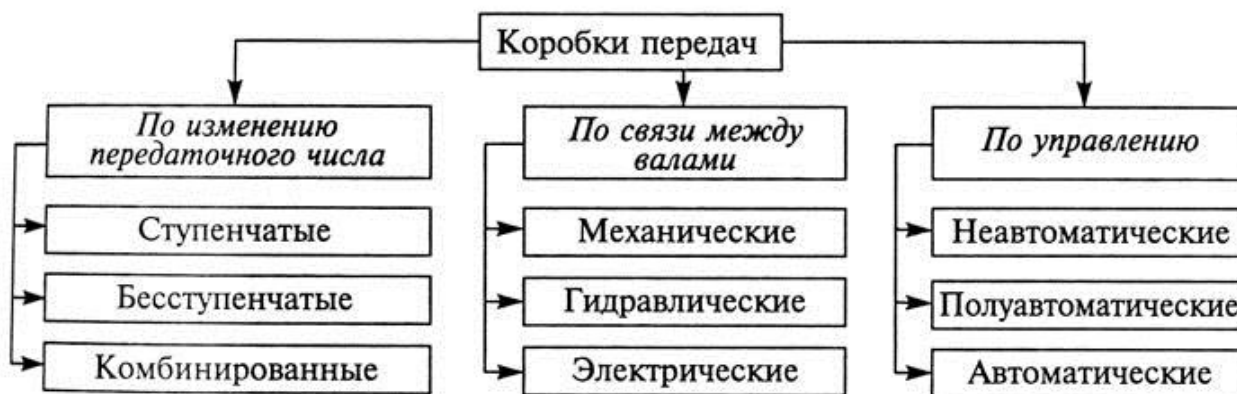 Коробки передач
По изменению
передаточного числа
Ступенчатые
Бесступенчатые
Комбинированные
По связи между
валами
Механические
Гидравлические
Электрические
По управлению
Неавтоматические
Полуавтоматические
Автоматические